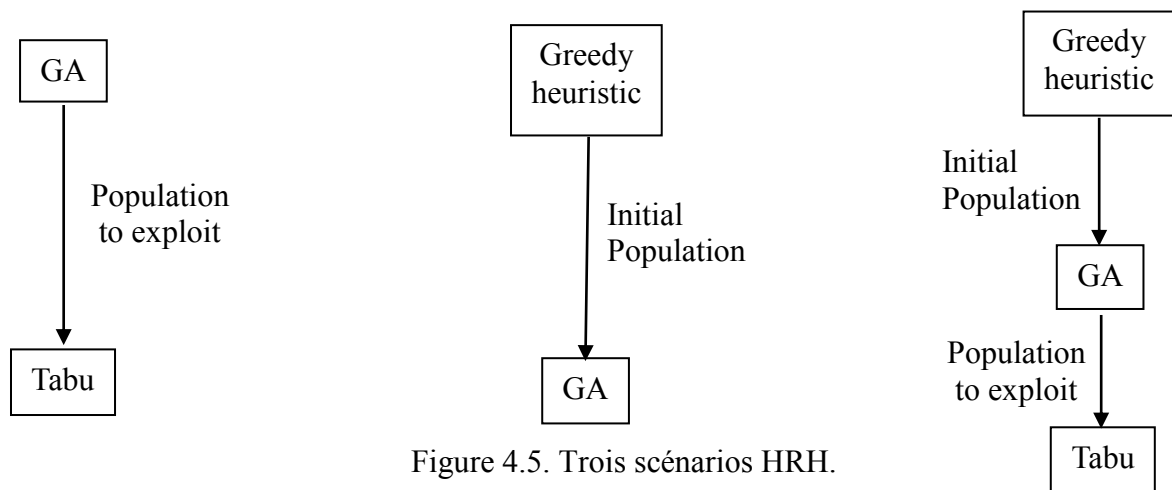 GA
Population
to exploit
Tabu
Greedy
heuristic
Initial
Population
GA
Greedy
heuristic
Initial
Population
GA
Population
to exploit
Tabu
Figure 4.5. Trois scénarios HRH.